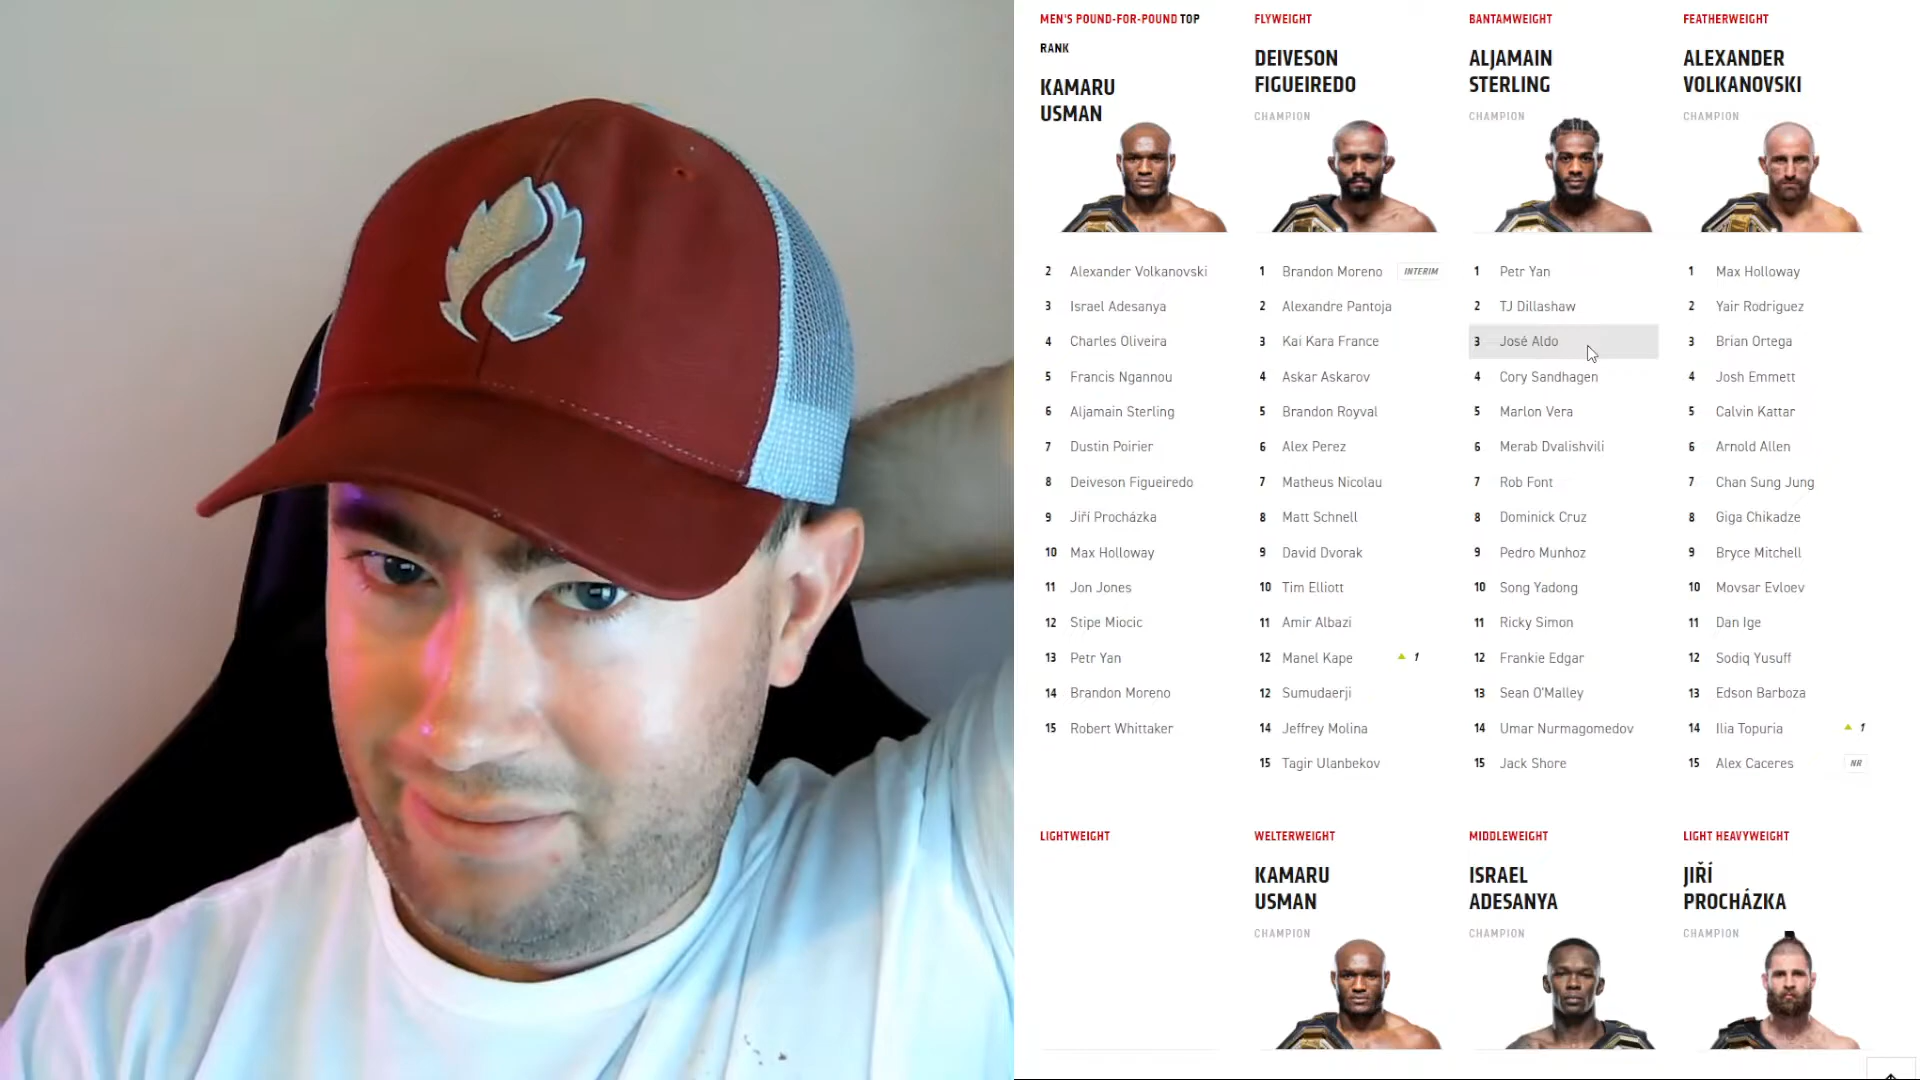 MEN'S POUND-FOR-POUND TOP
RANK
KAMARU
USMAN
2 Alexander Volkanovski
3 Israel Adesanya
4 Charles Oliveira
5 Francis Ngannou
6 Aljamain Sterling
7 Dustin Poirier
8 Deiveson Figueiredo
9 Jiří Procházka
10 Max Holloway
11 Jon Jones
12 Stipe Miocic
13 Petr Yan
14 Brandon Moreno
15 Robert Whittaker
FLYWEIGHT
DEIVESON
FIGUEIREDO
CHAMPION
1 Brandon Moreno INTERIM
2 Alexandre Pantoja
3 Kai Kara France
4 Askar Askarov
5 Brandon Royval
6 Alex Perez
7 Matheus Nicolau
8 Matt Schnell
9 David Dvorak
10 Tim Elliott
11 Amir Albazi
12 Manel Kape 1
12 Sumudaerji
14 Jeffrey Molina
15 Tagir Ulanbekov
BANTAMWEIGHT
ALJAMAIN
STERLING
CHAMPION
1 Petr Yan
2 TJ Dillashaw
3 José Aldo
4 Cory Sandhagen
5 Marlon Vera
6 Merab Dvalishvili
7 Rob Font
8 Dominick Cruz
9 Pedro Munhoz
10 Song Yadong
11 Ricky Simon
12 Frankie Edgar
13 Sean O'Malley
14 Umar Nurmagomedov
15 Jack Shore
FEATHERWEIGHT
ALEXANDER
VOLKANOVSKI
CHAMPION
1 Max Holloway
2 Yair Rodriguez
3 Brian Ortega
4 Josh Emmett
5 Calvin Kattar
6 Arnold Allen
7 Chan Sung Jung
8 Giga Chikadze
9 Bryce Mitchell
10 Movsar Evloev
11 Dan Ige
12 Sodiq Yusuff
13 Edson Barboza
14 Ilia Topuria 1
15 Alex Caceres NR
LIGHTWEIGHT
WELTERWEIGHT
KAMARU
USMAN
CHAMPION
MIDDLEWEIGHT
ISRAEL
ADESANYA
CHAMPION
LIGHT HEAVYWEIGHT
JIŘÍ
PROCHÁZKA
CHAMPION